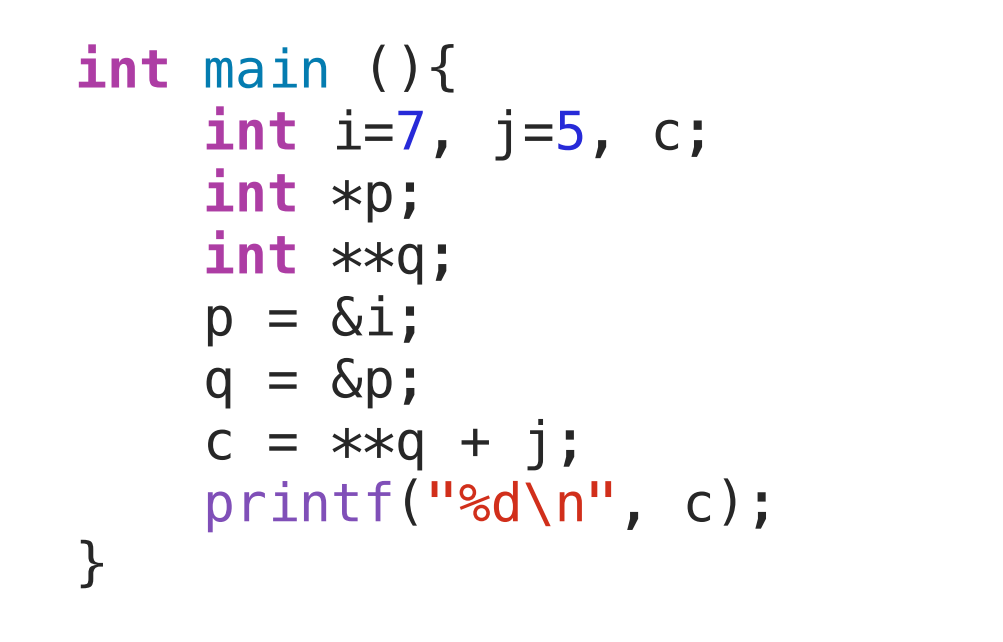 int main (){
    int i=7, j=5, c;
    int *p;
    int **q;
    p = &i;
    q = &p;
    c = **q + j;
    printf("%d\n", c);
}